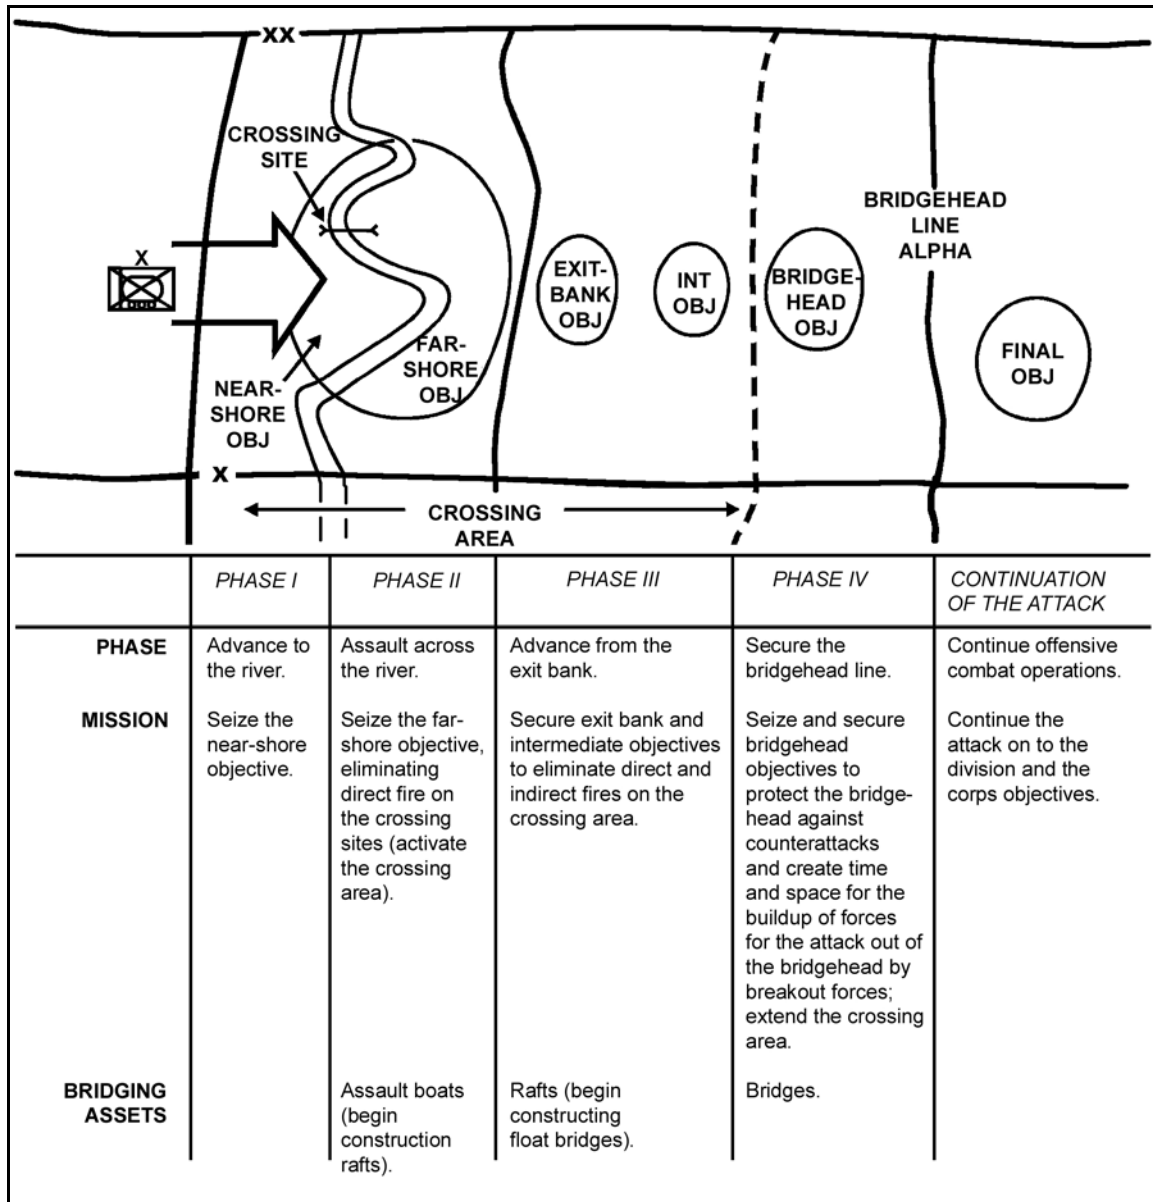 XX
CROSSING
SITE
BRIDGEHEAD
LINE
ALPHA
X
EXIT-
BANK
OBJ
INT
OBJ
BRIDGE-
HEAD
OBJ
FAR-
SHORE
OBJ
FINAL
OBJ
NEAR-
SHORE
OBJ
X
CROSSING
AREA
PHASE I
PHASE II
PHASE III
PHASE IV
CONTINUATION
OF THE ATTACK
PHASE
Advance to
the river.
Assault across
the river.
Advance from the
exit bank.
Secure the
bridgehead line.
Continue offensive
combat operations.
MISSION
Seize the
near-shore
objective.
Seize the far-
shore objective,
eliminating
direct fire on
the crossing
sites (activate
the crossing
area).
Secure exit bank and
intermediate objectives
to eliminate direct and
indirect fires on the
crossing area.
Seize and secure
bridgehead
objectives to
protect the bridge-
head against
counterattacks
and create time
and space for the
buildup of forces
for the attack out of
the bridgehead by
breakout forces;
extend the crossing
area.
Continue the
attack on to the
division and the
corps objectives.
BRIDGING
ASSETS
Assault boats
(begin
construction
rafts).
Rafts (begin
constructing
float bridges).
Bridges.